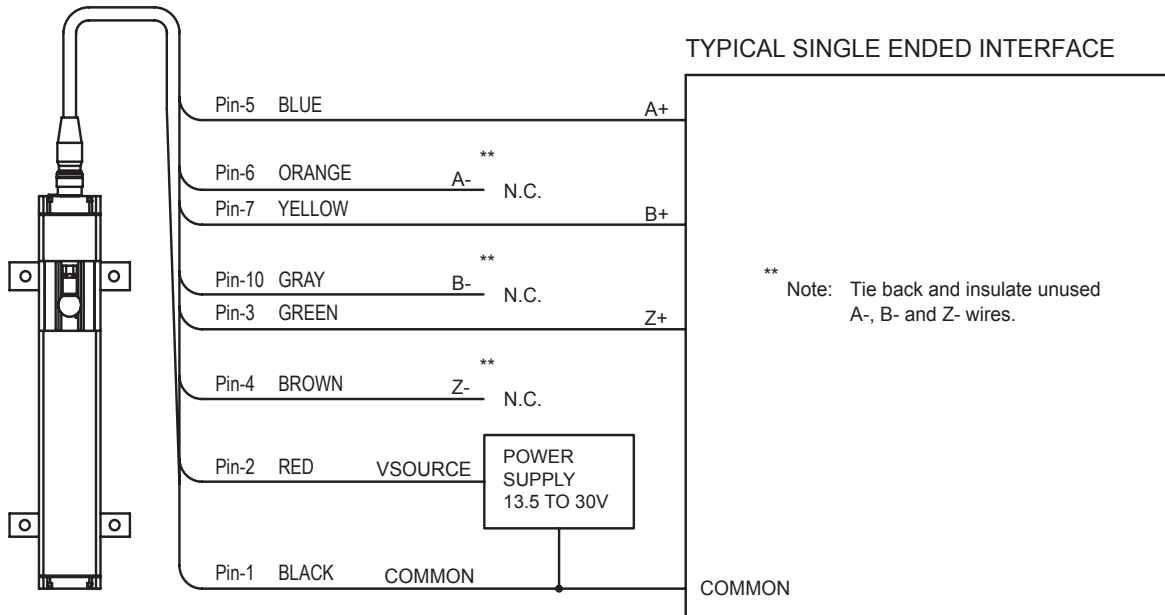 TYPICAL SINGLE ENDED INTERFACE
Pin-5 BLUE A+
**
Pin-6 ORANGE A- N.C.
Pin-7 YELLOW B+
**
Pin-10 GRAY B- N.C.
Pin-3 GREEN Z+
**
Pin-4 BROWN Z- N.C.
Pin-2 RED VSOURCE
POWER
SUPPLY
13.5 TO 30V
Pin-1 BLACK COMMON
COMMON
**
Note: Tie back and insulate unused
A-, B- and Z- wires.